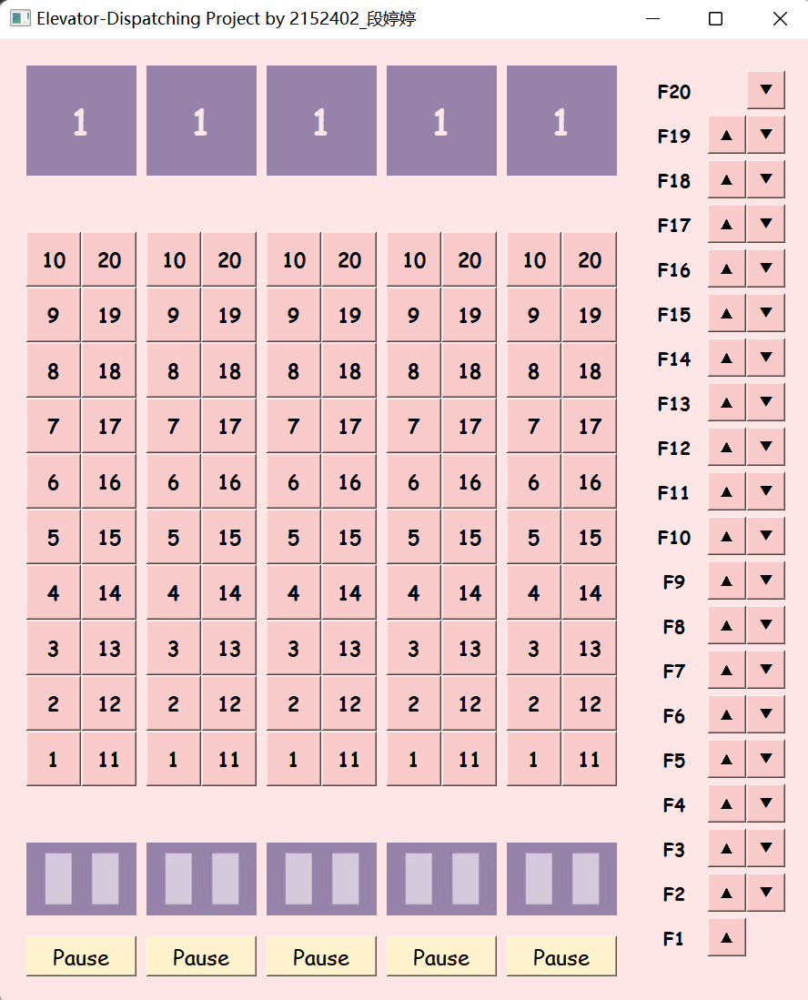 Elevator-Dispatching Project by 2152402_段婷婷
1 1 1 1 1
10 20 10 20 10 20 10 20 10 20
9 19 9 19 9 19 9 19 9 19
8 18 8 18 8 18 8 18 8 18
7 17 7 17 7 17 7 17 7 17
6 16 6 16 6 16 6 16 6 16
5 15 5 15 5 15 5 15 5 15
4 14 4 14 4 14 4 14 4 14
3 13 3 13 3 13 3 13 3 13
2 12 2 12 2 12 2 12 2 12
1 11 1 11 1 11 1 11 1 11
Pause Pause Pause Pause Pause
F20 ▼
F19 ▲ ▼
F18 ▲ ▼
F17 ▲ ▼
F16 ▲ ▼
F15 ▲ ▼
F14 ▲ ▼
F13 ▲ ▼
F12 ▲ ▼
F11 ▲ ▼
F10 ▲ ▼
F9 ▲ ▼
F8 ▲ ▼
F7 ▲ ▼
F6 ▲ ▼
F5 ▲ ▼
F4 ▲ ▼
F3 ▲ ▼
F2 ▲ ▼
F1 ▲